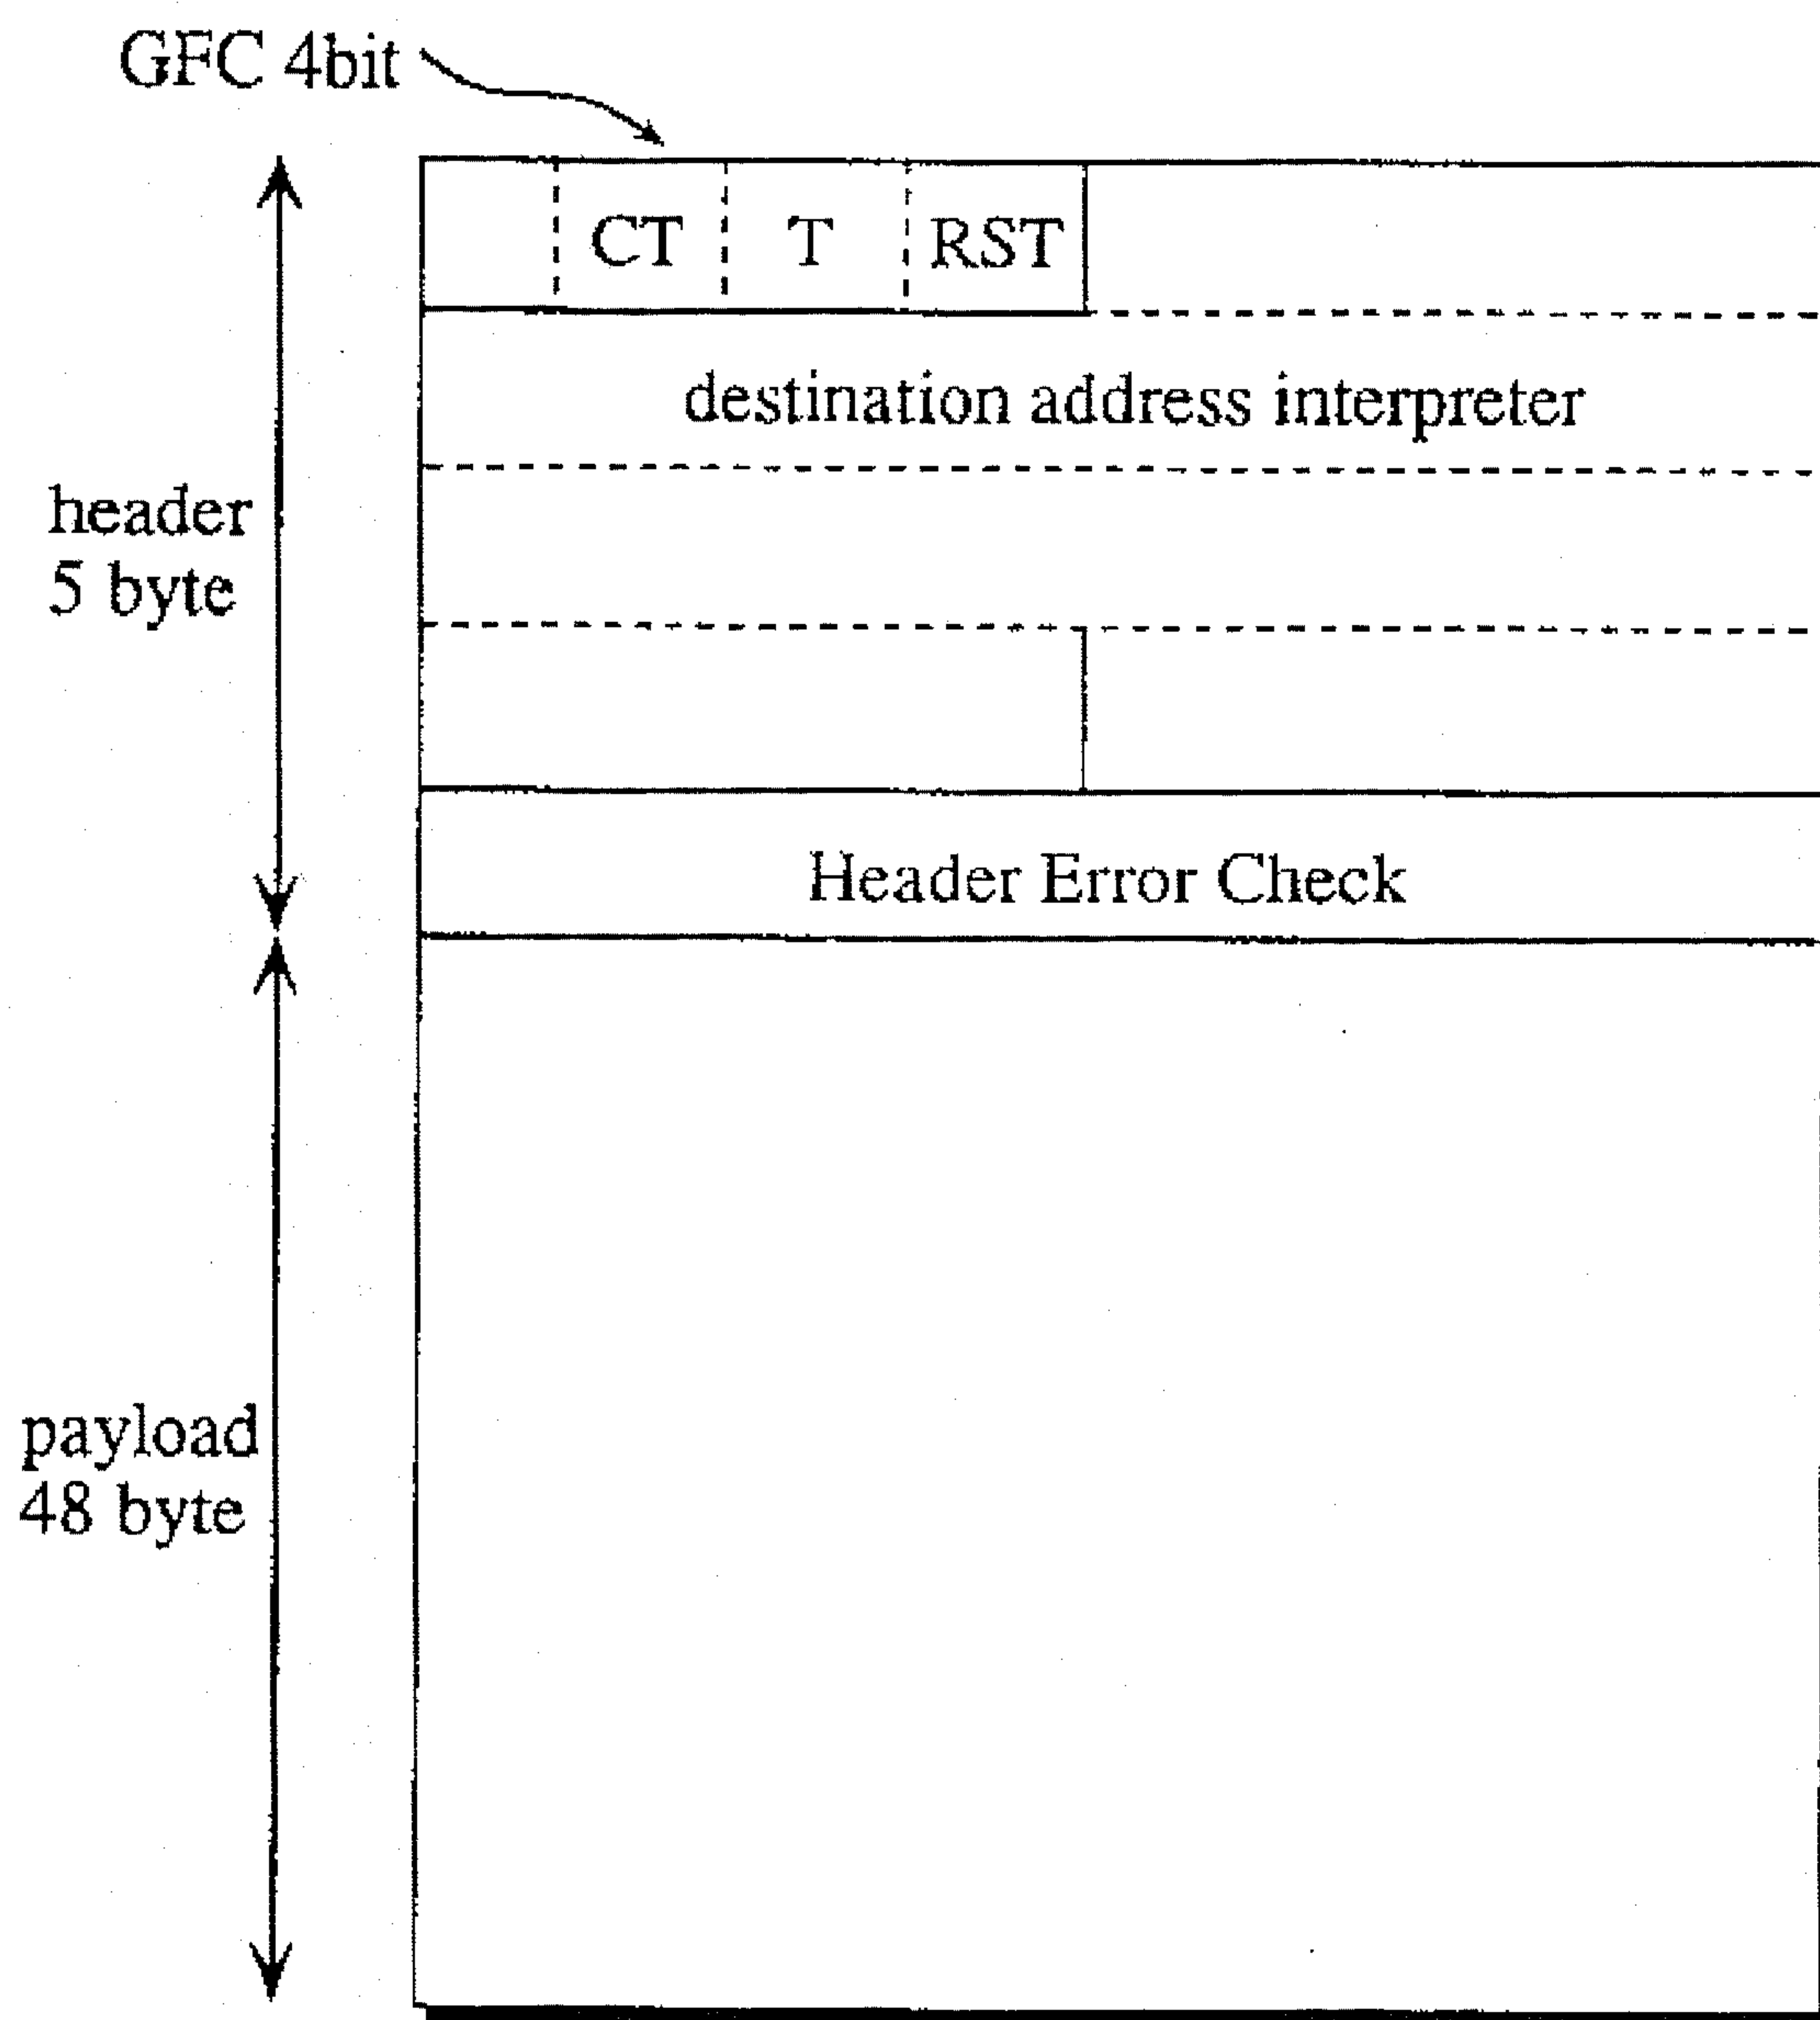 GFC 4bit
CT T RST
destination address interpreter
header
5 byte
Header Error Check
payload
48 byte